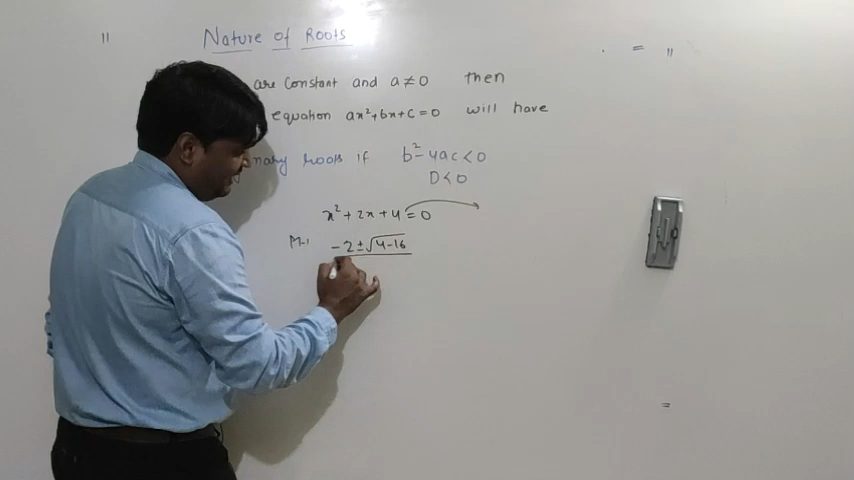 Nature of Roots
are Constant and a≠0 then
equation ax²+bx+c=0 will have
nary roots if b²-4ac<0
D<0
x²+2x+4=0
M-1 -2±√4-16